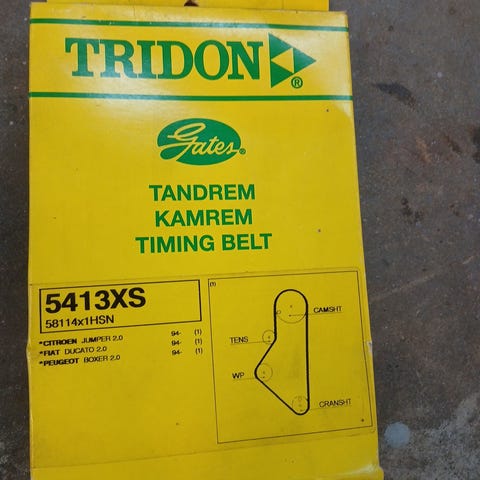 TRIDON
®
Gates®
TANDREM
KAMREM
TIMING BELT
5413XS
58114x1HSN
*CITROEN JUMPER 2.0 94- (1)
*FIAT DUCATO 2.0 94- (1)
*PEUGEOT BOXER 2.0 94- (1)
(1)
CAMSHT
TENS
WP
CRANSHT